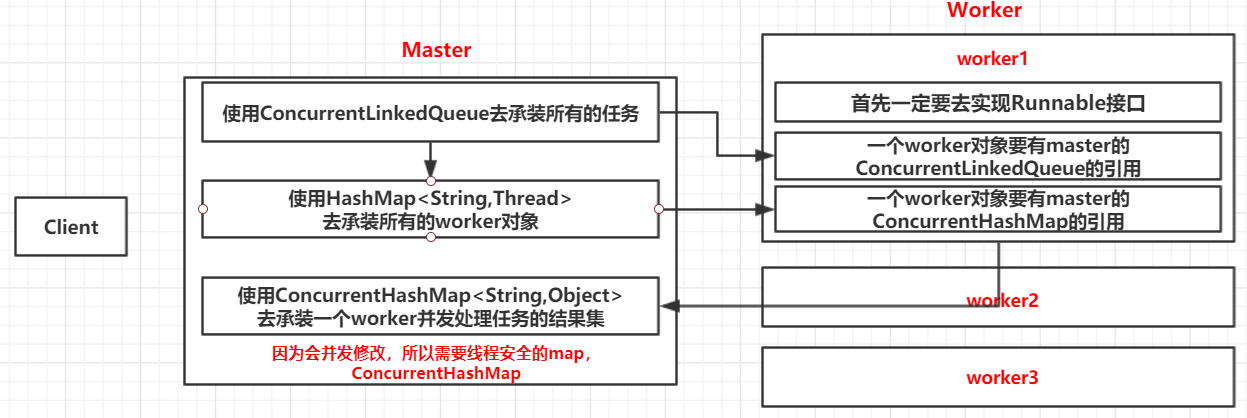 Master
使用ConcurrentLinkedQueue去承装所有的任务
使用HashMap<String,Thread>
去承装所有的worker对象
使用ConcurrentHashMap<String,Object>
去承装一个worker并发处理任务的结果集
因为会并发修改，所以需要线程安全的map，
ConcurrentHashMap
Client
Worker
worker1
首先一定要去实现Runnable接口
一个worker对象要有master的
ConcurrentLinkedQueue的引用
一个worker对象要有master的
ConcurrentHashMap的引用
worker2
worker3